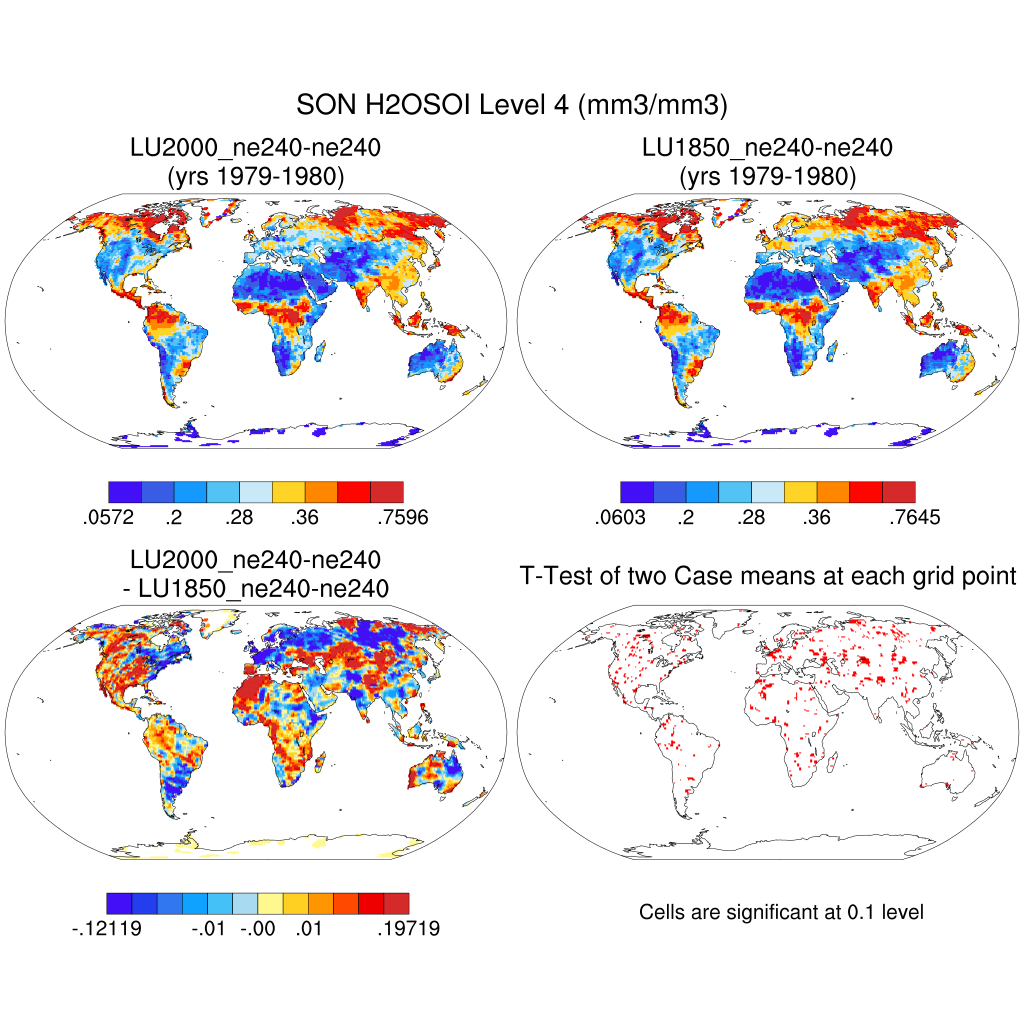 SON H2OSOI Level 4 (mm3/mm3)
LU2000_ne240-ne240
(yrs 1979-1980)
LU1850_ne240-ne240
(yrs 1979-1980)
.0572 .2 .28 .36 .7596
.0603 .2 .28 .36 .7645
LU2000_ne240-ne240
- LU1850_ne240-ne240
T-Test of two Case means at each grid point
-.12119 -.01 -.00 .01 .19719
Cells are significant at 0.1 level